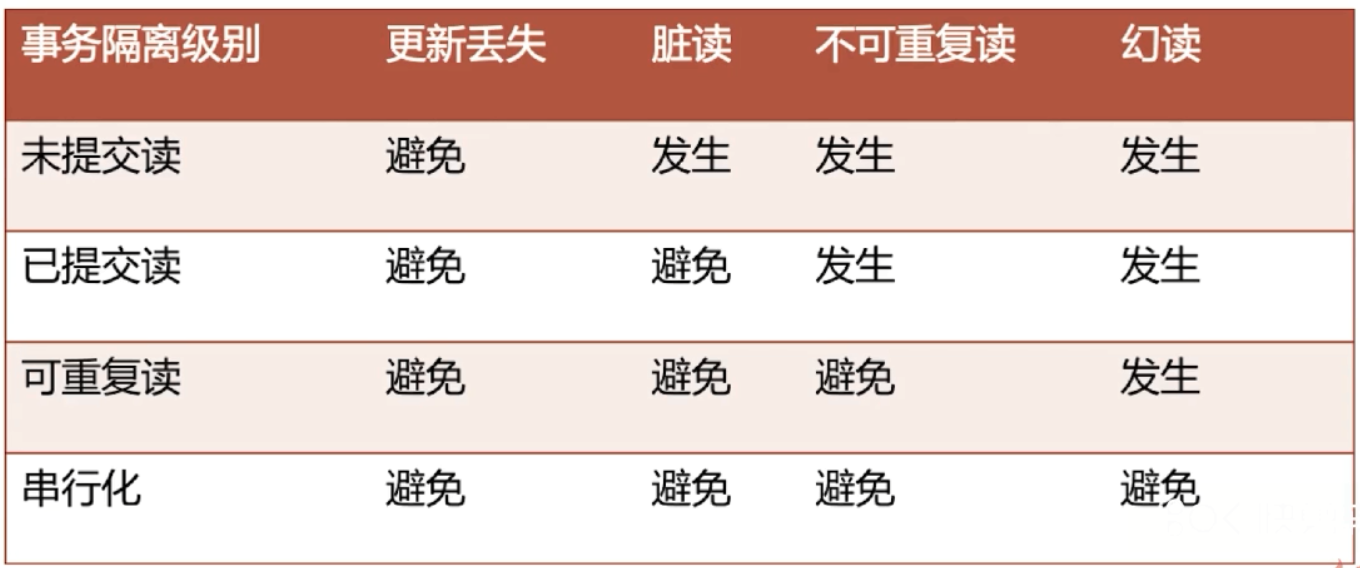 事务隔离级别 更新丢失 脏读 不可重复读 幻读
未提交读 避免 发生 发生 发生
已提交读 避免 避免 发生 发生
可重复读 避免 避免 避免 发生
串行化 避免 避免 避免 避免